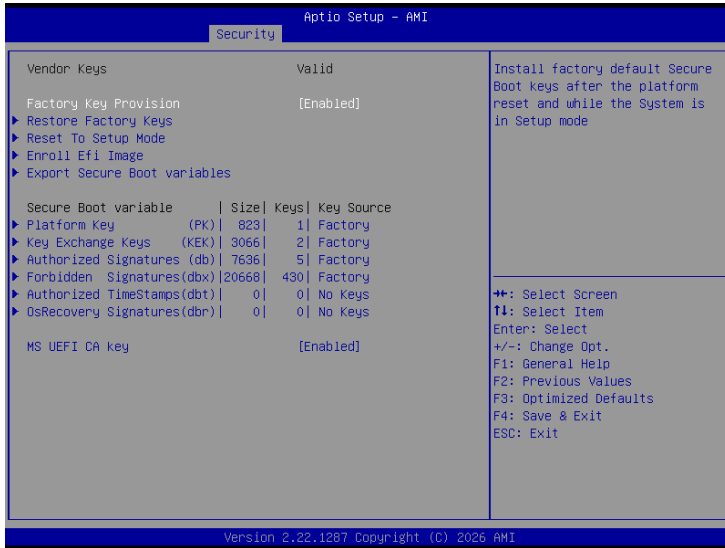 Aptio Setup – AMI
Security
Vendor Keys Valid
Factory Key Provision [Enabled]
Restore Factory Keys
Reset To Setup Mode
Enroll Efi Image
Export Secure Boot variables
Secure Boot variable | Size| Keys| Key Source
Platform Key (PK)| 823| 1| Factory
Key Exchange Keys (KEK)| 3066| 2| Factory
Authorized Signatures (db)| 7636| 5| Factory
Forbidden Signatures(dbx)|20668| 430| Factory
Authorized TimeStamps(dbt)| 0| 0| No Keys
OsRecovery Signatures(dbr)| 0| 0| No Keys
MS UEFI CA key [Enabled]
Install factory default Secure
Boot keys after the platform
reset and while the System is
in Setup mode
→←: Select Screen
↑↓: Select Item
Enter: Select
+/-: Change Opt.
F1: General Help
F2: Previous Values
F3: Optimized Defaults
F4: Save & Exit
ESC: Exit
Version 2.22.1287 Copyright (C) 2026 AMI